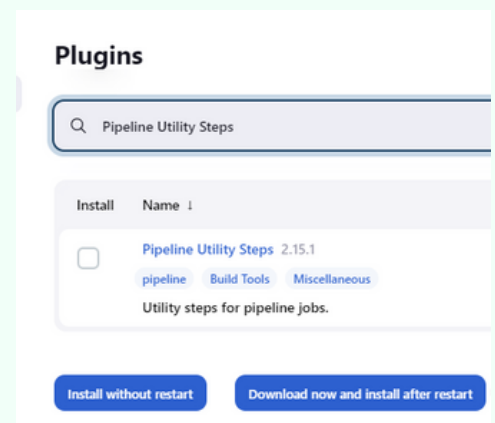 Plugins
Pipeline Utility Steps
Install Name ↓
Pipeline Utility Steps 2.15.1
pipeline Build Tools Miscellaneous
Utility steps for pipeline jobs.
Install without restart Download now and install after restart